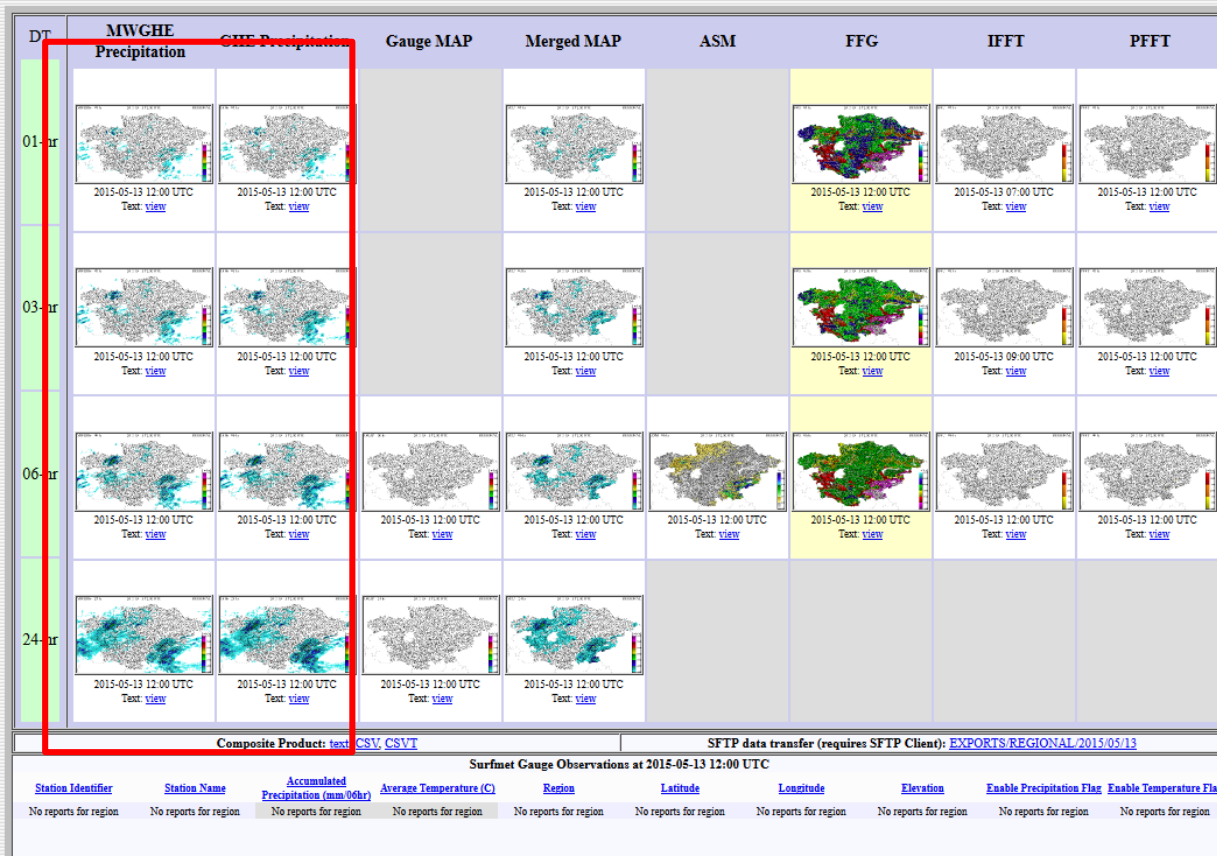 DT
MWGHE Precipitation
GHE Precipitation
Gauge MAP
Merged MAP
ASM
FFG
IFFT
PFFT
01-hr
2015-05-13 12:00 UTC
Text: view
2015-05-13 12:00 UTC
Text: view
2015-05-13 12:00 UTC
Text: view
2015-05-13 12:00 UTC
Text: view
2015-05-13 07:00 UTC
Text: view
2015-05-13 12:00 UTC
Text: view
03-hr
2015-05-13 12:00 UTC
Text: view
2015-05-13 12:00 UTC
Text: view
2015-05-13 12:00 UTC
Text: view
2015-05-13 12:00 UTC
Text: view
2015-05-13 09:00 UTC
Text: view
2015-05-13 12:00 UTC
Text: view
06-hr
2015-05-13 12:00 UTC
Text: view
2015-05-13 12:00 UTC
Text: view
2015-05-13 12:00 UTC
Text: view
2015-05-13 12:00 UTC
Text: view
2015-05-13 12:00 UTC
Text: view
2015-05-13 12:00 UTC
Text: view
2015-05-13 12:00 UTC
Text: view
2015-05-13 12:00 UTC
Text: view
24-hr
2015-05-13 12:00 UTC
Text: view
2015-05-13 12:00 UTC
Text: view
2015-05-13 12:00 UTC
Text: view
2015-05-13 12:00 UTC
Text: view
Composite Product: text, CSV, CSVT
SFTP data transfer (requires SFTP Client): EXPORTS/REGIONAL/2015/05/13
Surfmet Gauge Observations at 2015-05-13 12:00 UTC
Station Identifier
Station Name
Accumulated Precipitation (mm/06hr)
Average Temperature (C)
Region
Latitude
Longitude
Elevation
Enable Precipitation Flag
Enable Temperature Fla
No reports for region
No reports for region
No reports for region
No reports for region
No reports for region
No reports for region
No reports for region
No reports for region
No reports for region
No reports for region